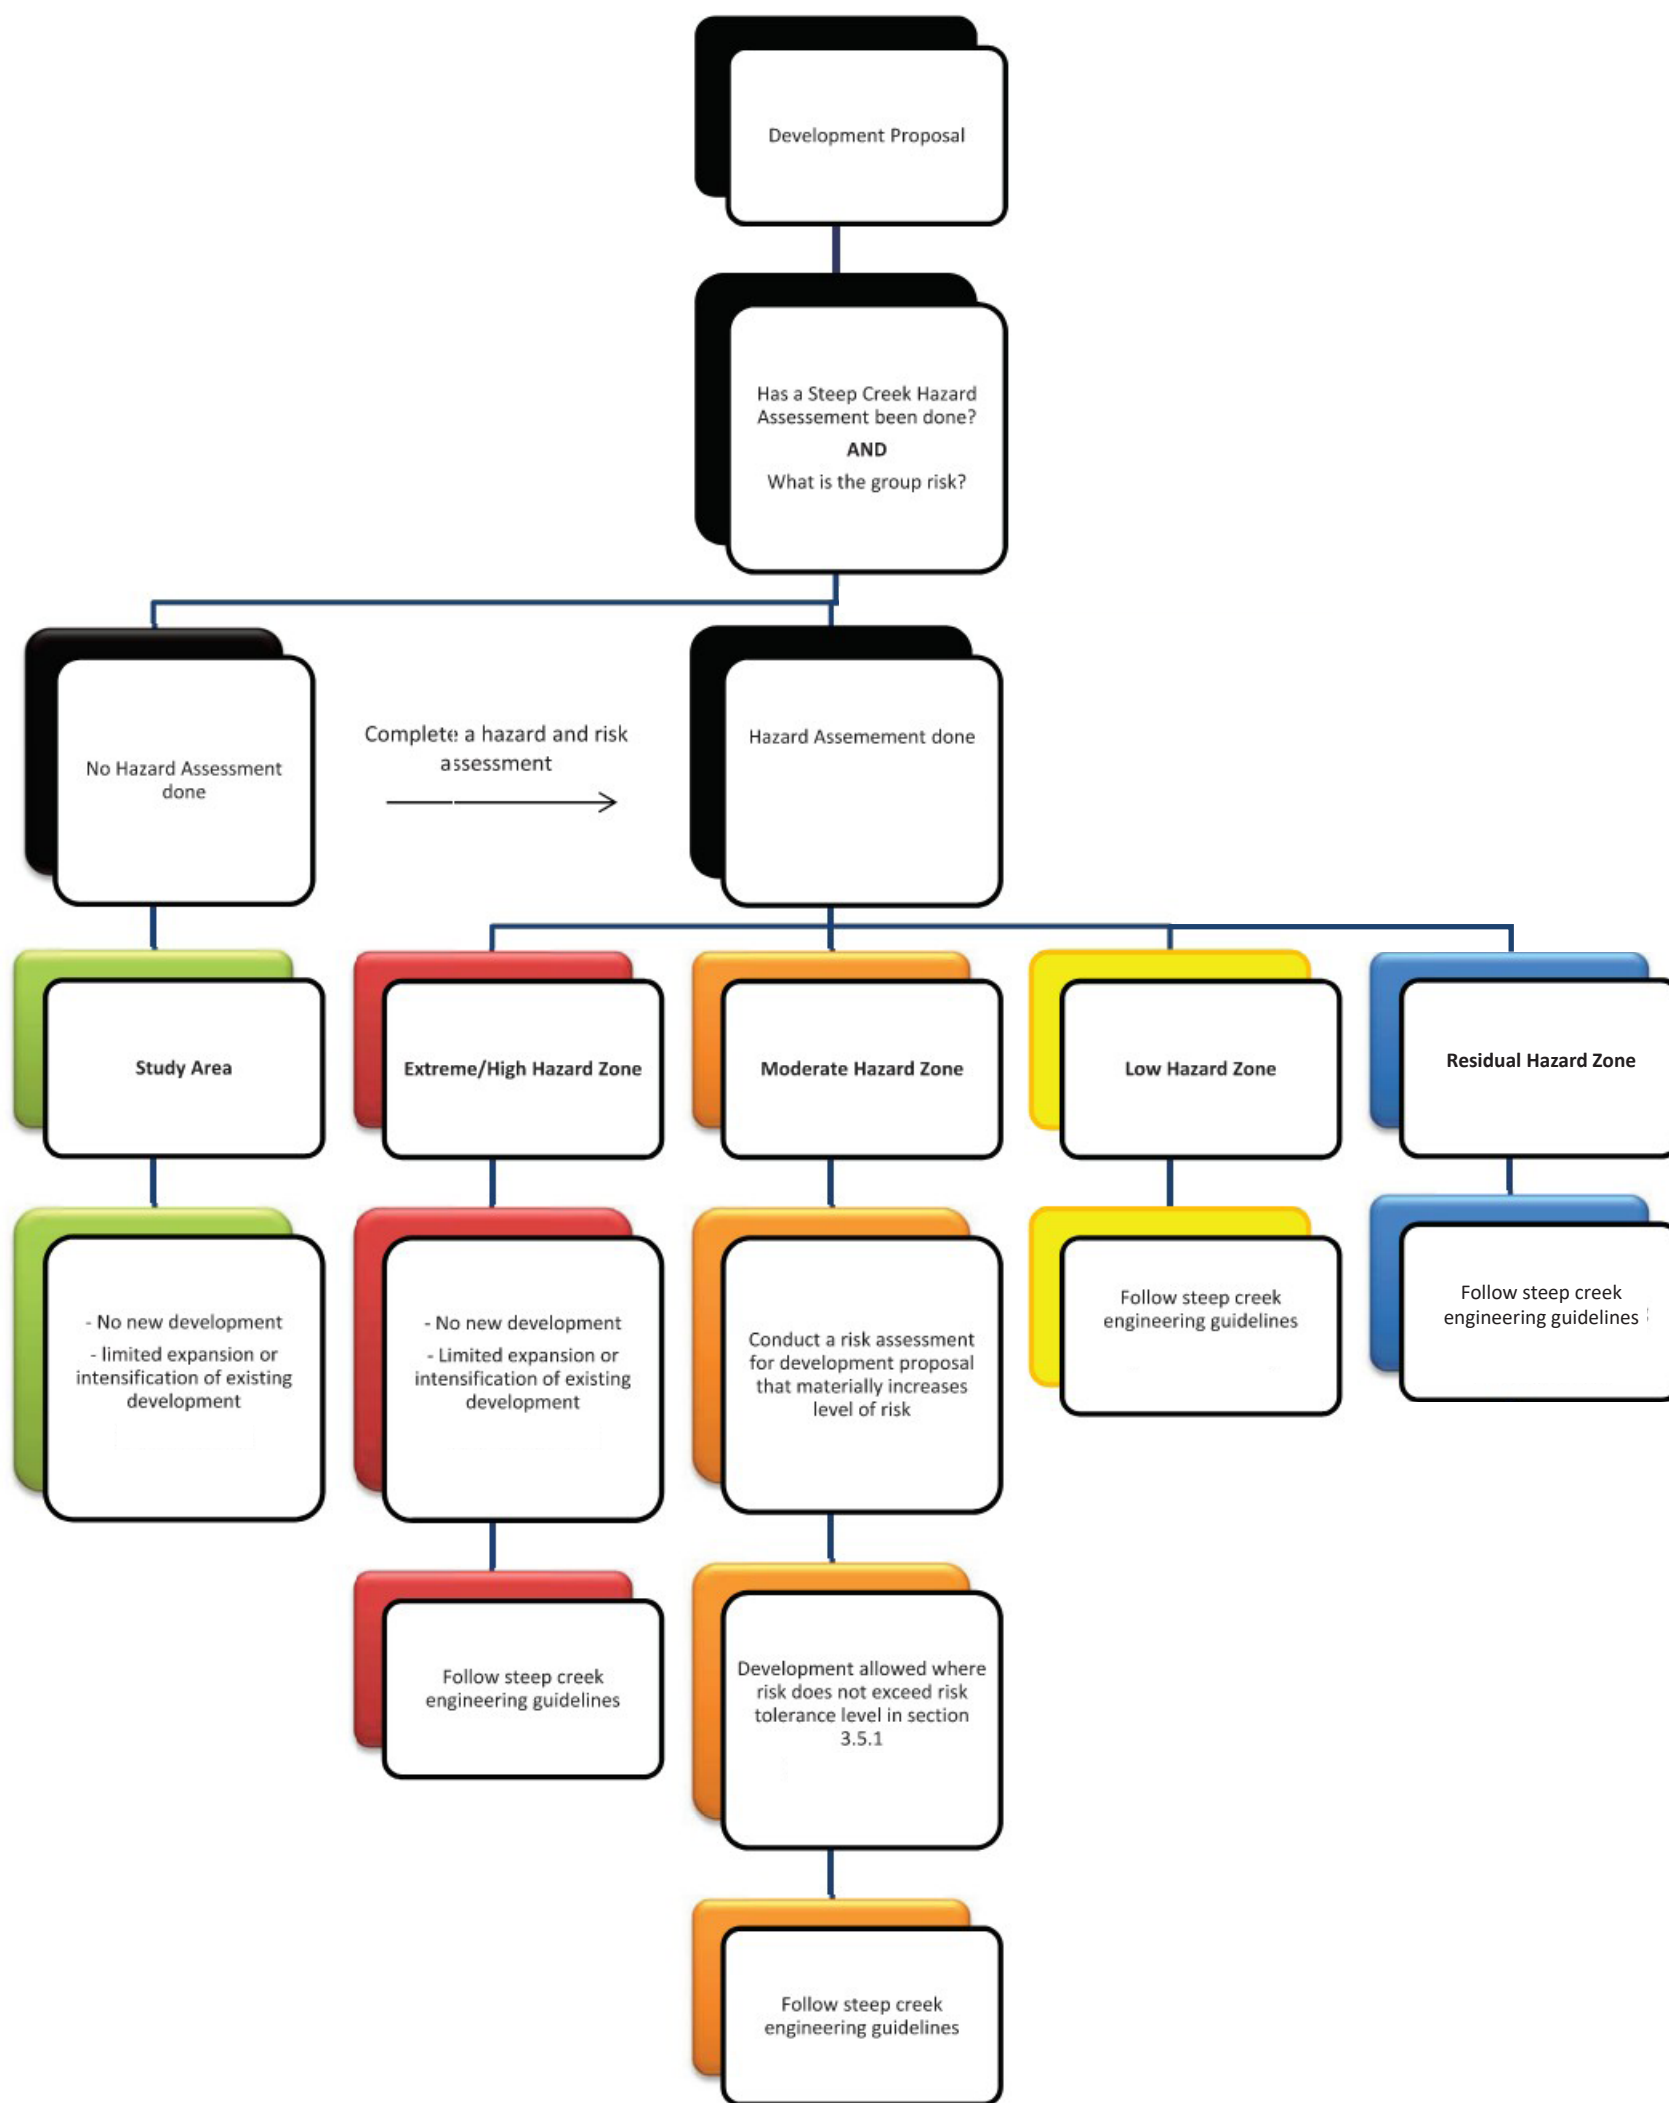 Development Proposal
Has a Steep Creek Hazard
Assessement been done?
AND
What is the group risk?
No Hazard Assessment
done
Complete a hazard and risk
assessment
Hazard Assemement done
Study Area
Extreme/High Hazard Zone
Moderate Hazard Zone
Low Hazard Zone
Residual Hazard Zone
- No new development
- limited expansion or
intensification of existing
development
- No new development
- Limited expansion or
intensification of existing
development
Conduct a risk assessment
for development proposal
that materially increases
level of risk
Follow steep creek
engineering guidelines
Follow steep creek
engineering guidelines
Follow steep creek
engineering guidelines
Development allowed where
risk does not exceed risk
tolerance level in section
3.5.1
Follow steep creek
engineering guidelines